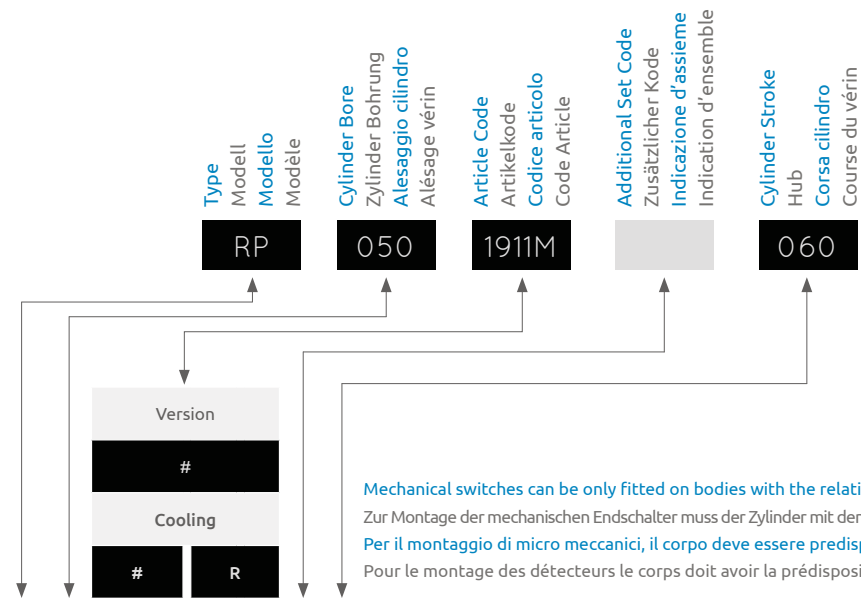 Type
Modell
Modello
Modèle
Cylinder Bore
Zylinder Bohrung
Alesaggio cilindro
Alésage vérin
Article Code
Artikelkode
Codice articolo
Code Article
Additional Set Code
Zusätzlicher Kode
Indicazione d'assieme
Indication d'ensemble
Cylinder Stroke
Hub
Corsa cilindro
Course du vérin
RP
050
1911M
060
Version
#
Cooling
#
R
Mechanical switches can be only fitted on bodies with the
Zur Montage der mechanischen Endschalter muss der Zylinder mit
Per il montaggio di micro meccanici, il corpo deve essere
Pour le montage des détecteurs le corps doit avoir la